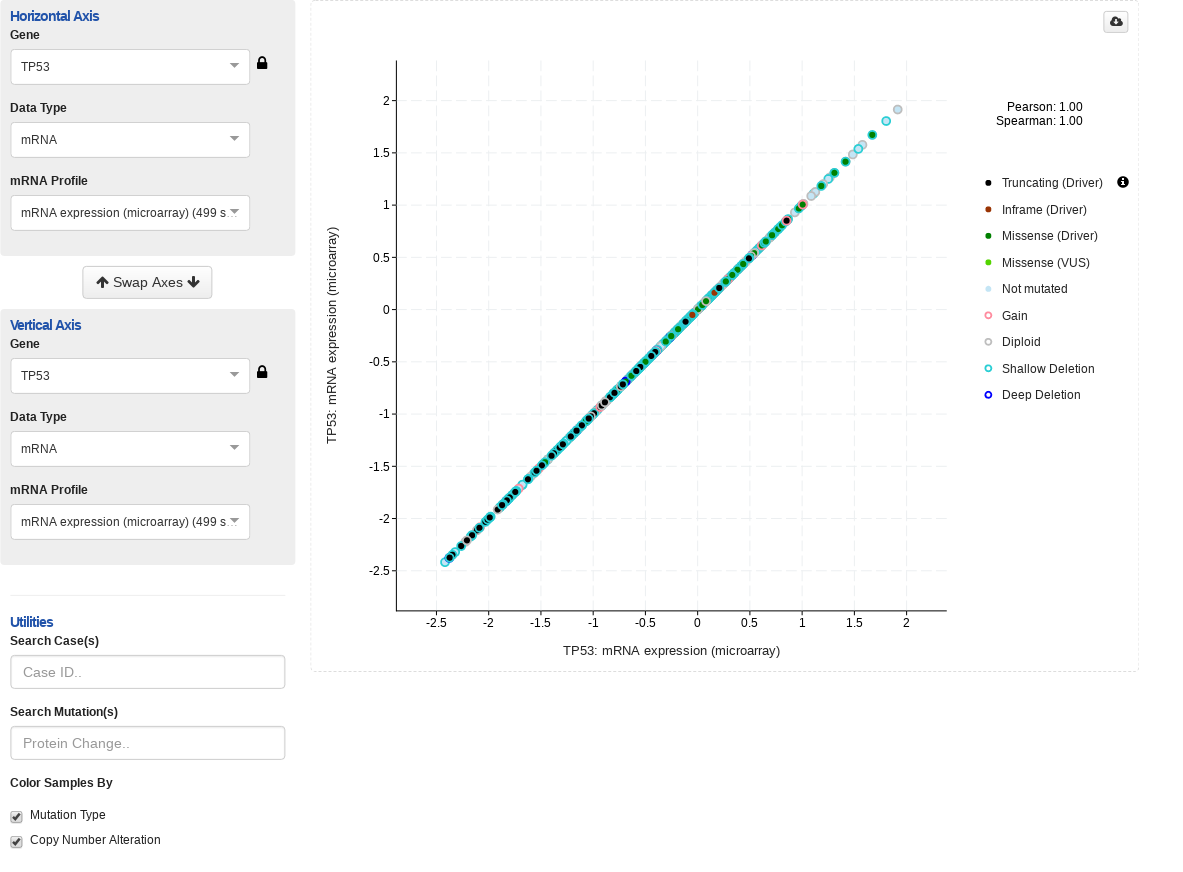 Horizontal Axis
Gene
TP53
Data Type
mRNA
mRNA Profile
mRNA expression (microarray) (499 s...
Swap Axes
Vertical Axis
Gene
TP53
Data Type
mRNA
mRNA Profile
mRNA expression (microarray) (499 s...
Utilities
Search Case(s)
Case ID..
Search Mutation(s)
Protein Change..
Color Samples By
Mutation Type
Copy Number Alteration
TP53: mRNA expression (microarray)
2
1.5
1
0.5
0
-0.5
-1
-1.5
-2
-2.5
-2.5 -2 -1.5 -1 -0.5 0 0.5 1 1.5 2
TP53: mRNA expression (microarray)
Pearson: 1.00
Spearman: 1.00
Truncating (Driver)
Inframe (Driver)
Missense (Driver)
Missense (VUS)
Not mutated
Gain
Diploid
Shallow Deletion
Deep Deletion